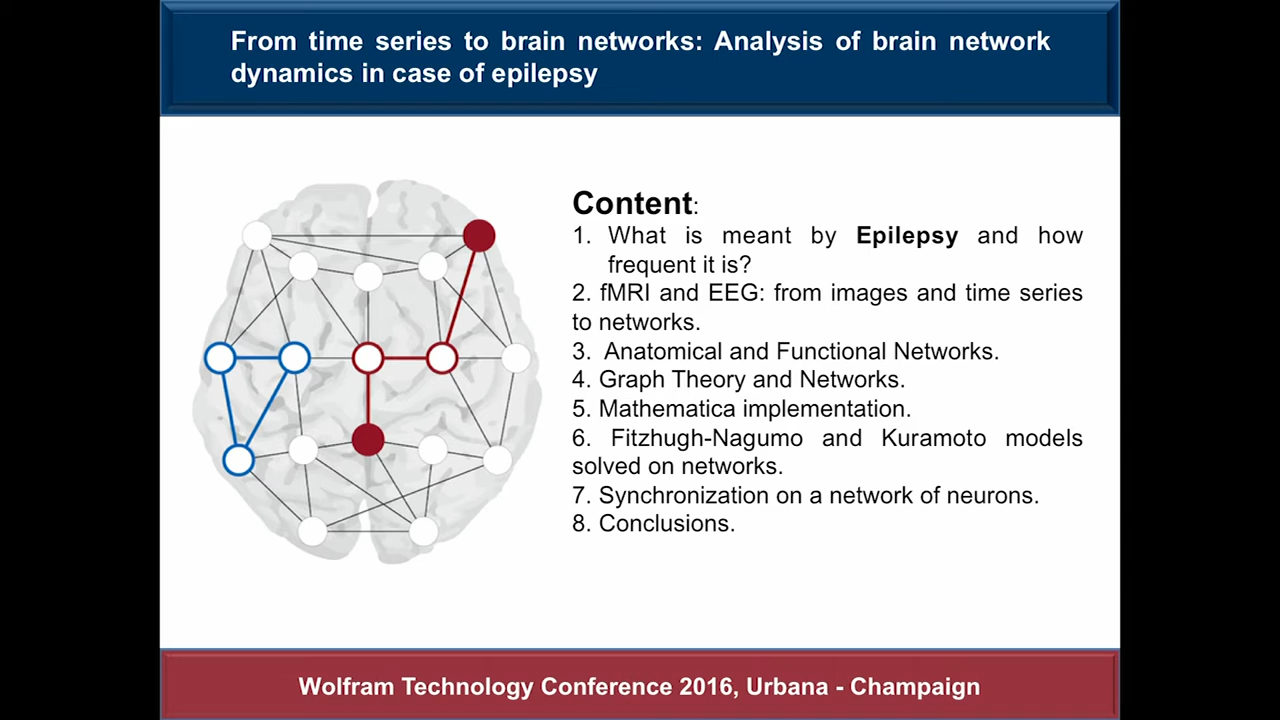 From time series to brain networks: Analysis of brain network
dynamics in case of epilepsy
Content:
1. What is meant by Epilepsy and how
frequent it is?
2. fMRI and EEG: from images and time series
to networks.
3. Anatomical and Functional Networks.
4. Graph Theory and Networks.
5. Mathematica implementation.
6. Fitzhugh-Nagumo and Kuramoto models
solved on networks.
7. Synchronization on a network of neurons.
8. Conclusions.
Wolfram Technology Conference 2016, Urbana - Champaign